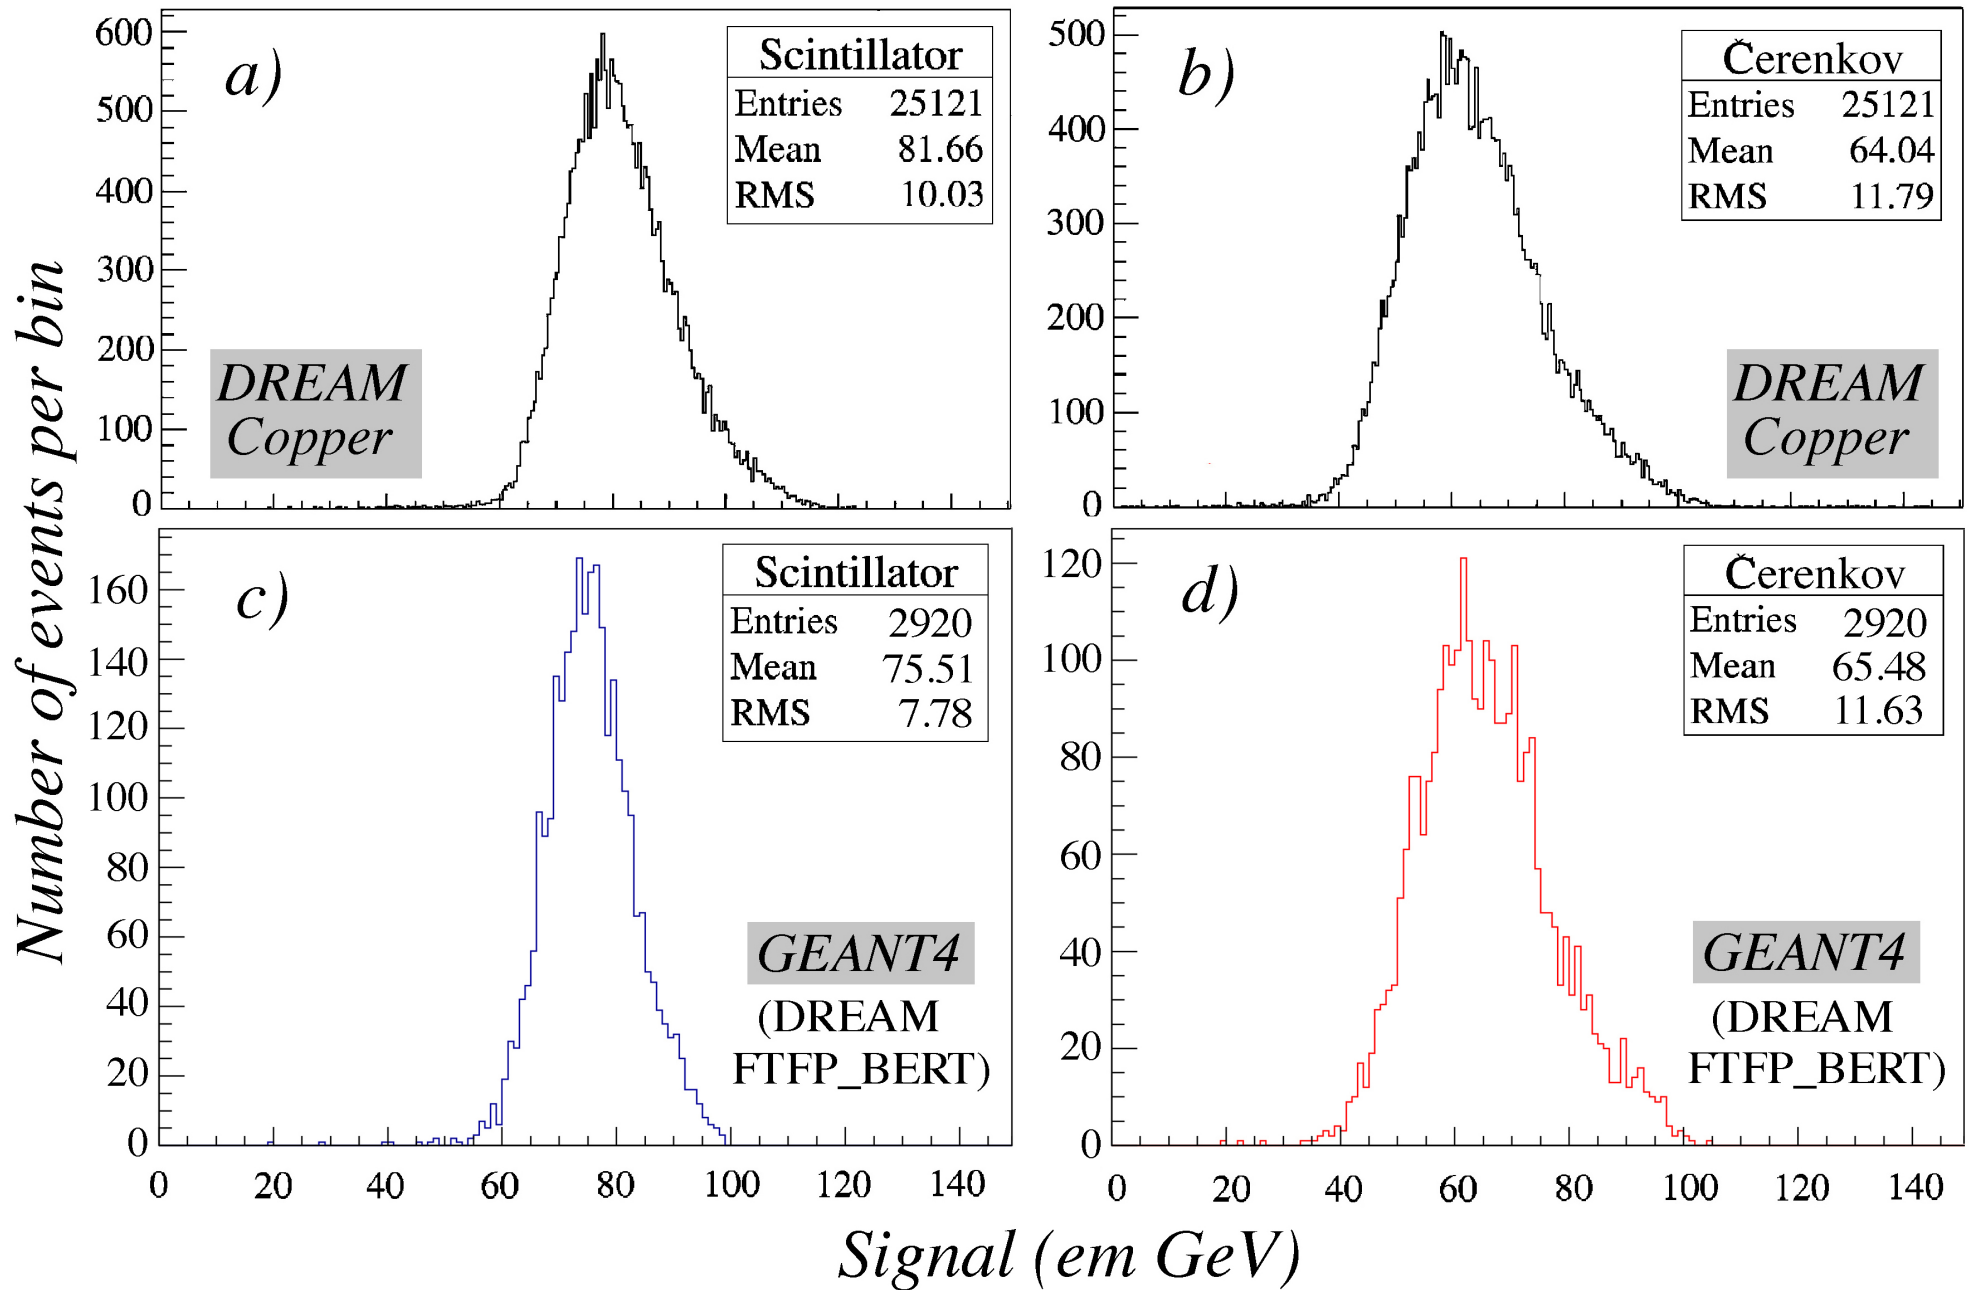 Number of events per bin
a)
600
500
400
300
200
100
0
Scintillator
Entries 25121
Mean 81.66
RMS 10.03
DREAM
Copper
b)
500
400
300
200
100
0
Čerenkov
Entries 25121
Mean 64.04
RMS 11.79
DREAM
Copper
c)
160
140
120
100
80
60
40
20
0
Scintillator
Entries 2920
Mean 75.51
RMS 7.78
GEANT4
(DREAM
FTFP_BERT)
0 20 40 60 80 100 120 140
d)
120
100
80
60
40
20
0
Čerenkov
Entries 2920
Mean 65.48
RMS 11.63
GEANT4
(DREAM
FTFP_BERT)
0 20 40 60 80 100 120 140
Signal (em GeV)